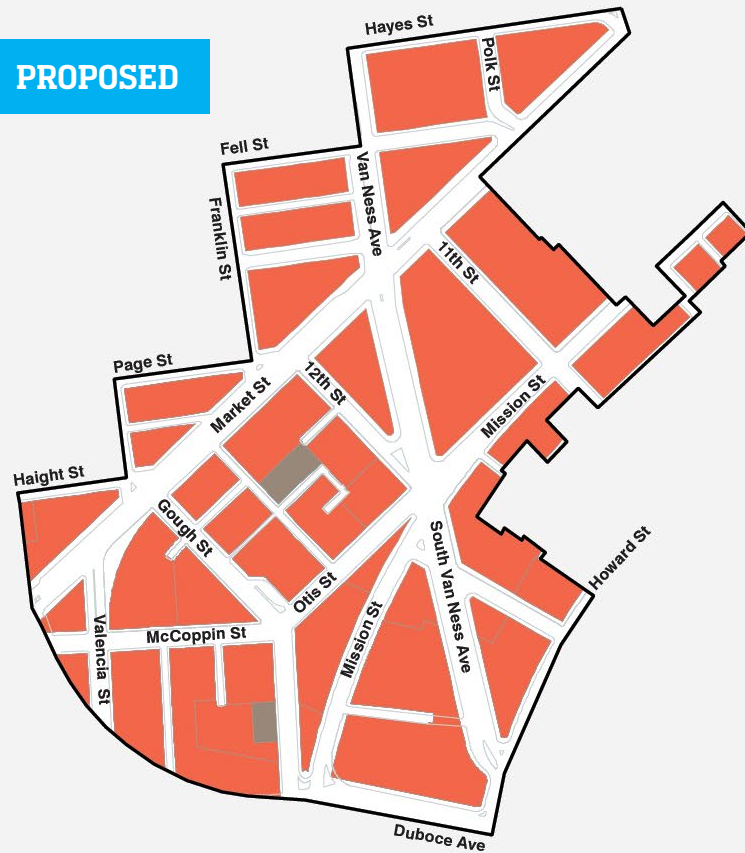 Hayes St
Polk St
PROPOSED
Fell St
Van Ness Ave
Franklin St
11th St
Page St
12th St
Market St
Mission St
Haight St
Gough St
South Van Ness Ave
Howard St
Otis St
Mission St
McCoppin St
Valencia St
Duboce Ave